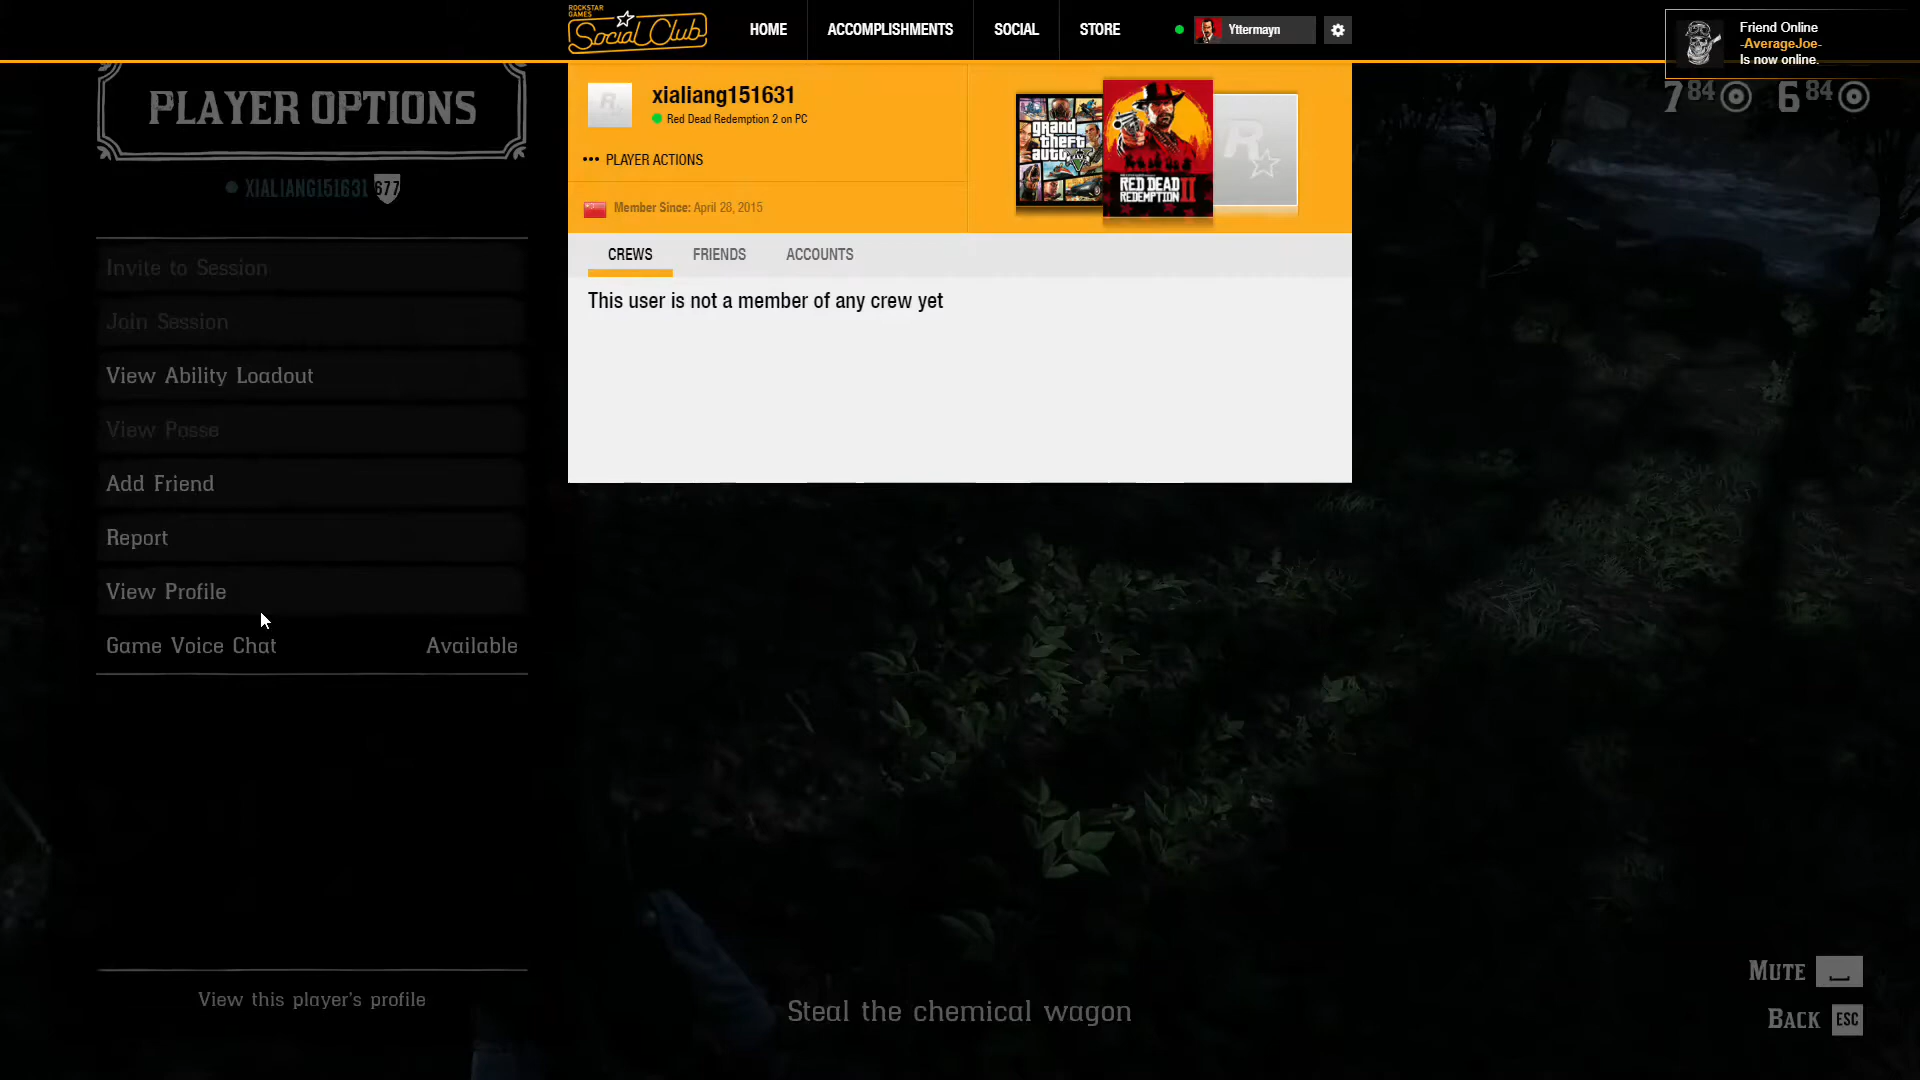 ROCKSTAR
GAMES
Social Club
HOME
ACCOMPLISHMENTS
SOCIAL
STORE
Yttermayn
Friend Online
-AverageJoe-
Is now online.
7 84
6 84
PLAYER OPTIONS
XIALIANG151631 677
Invite to Session
Join Session
View Ability Loadout
View Posse
Add Friend
Report
View Profile
Game Voice Chat Available
View this player's profile
xialiang151631
Red Dead Redemption 2 on PC
••• PLAYER ACTIONS
Member Since: April 28, 2015
grand
theft
auto V
RED DEAD
REDEMPTION II
R
CREWS
FRIENDS
ACCOUNTS
This user is not a member of any crew yet
Steal the chemical wagon
MUTE
BACK ESC